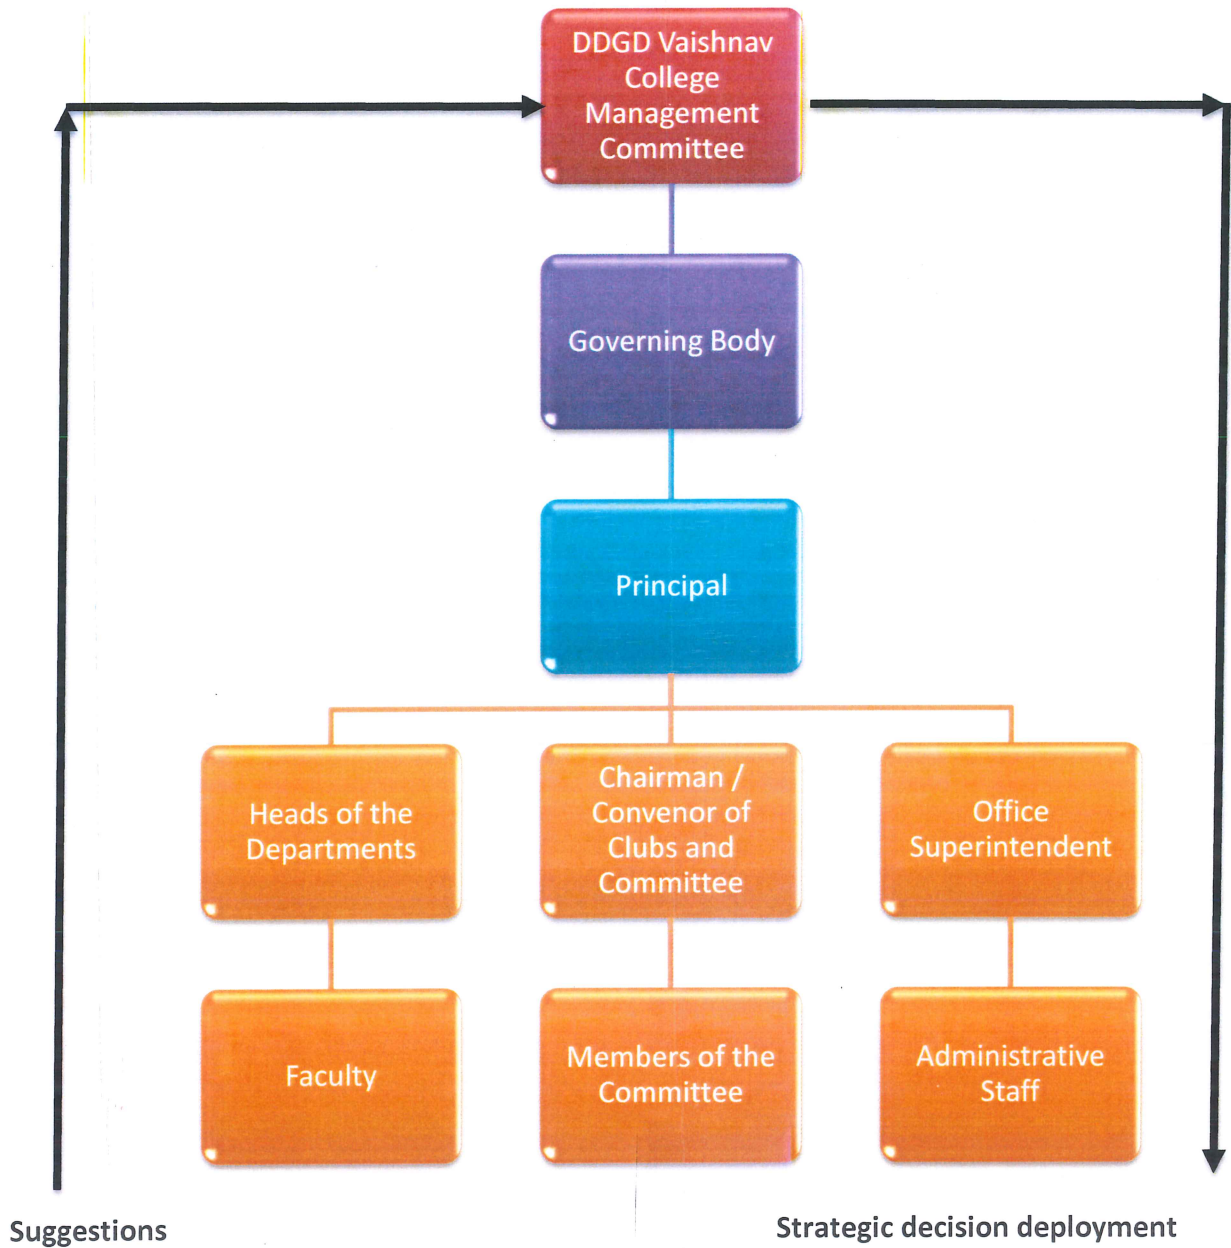 DDGD Vaishnav
College
Management
Committee
Governing Body
Principal
Heads of the
Departments
Chairman /
Convenor of
Clubs and
Committee
Office
Superintendent
Faculty
Members of the
Committee
Administrative
Staff
Suggestions
Strategic decision deployment